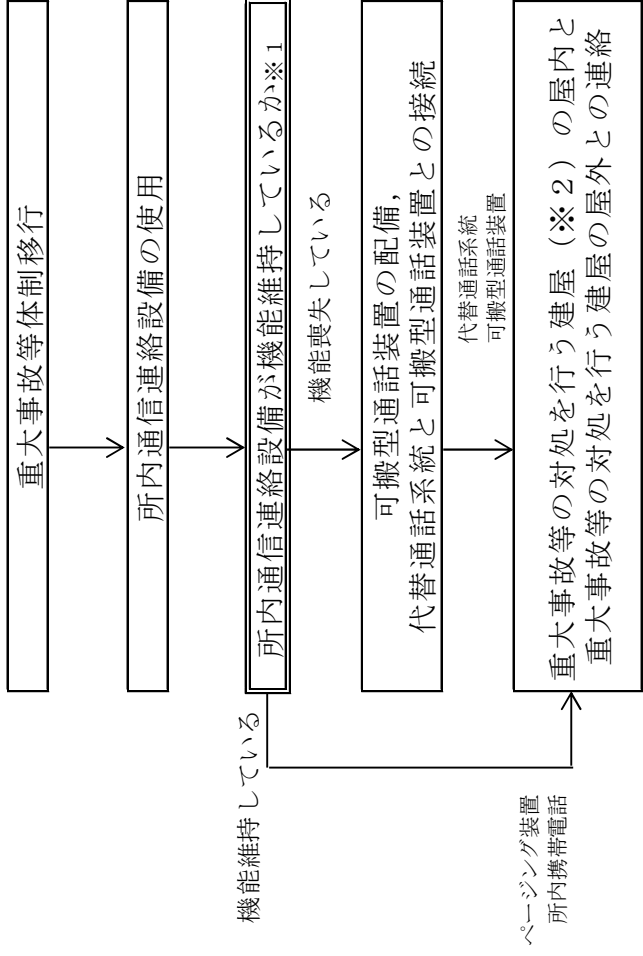 重大事故等体制移行
所内通信連絡設備の使用
所内通信連絡設備が機能維持しているか※1
機能維持している
機能喪失している
可搬型通話装置の配備,
代替通話系統と可搬型通話装置との接続
代替通話系統
可搬型通話装置
ページング装置
所内携帯電話
重大事故等の対処を行う建屋（※2）の屋内と
重大事故等の対処を行う建屋の屋外との連絡